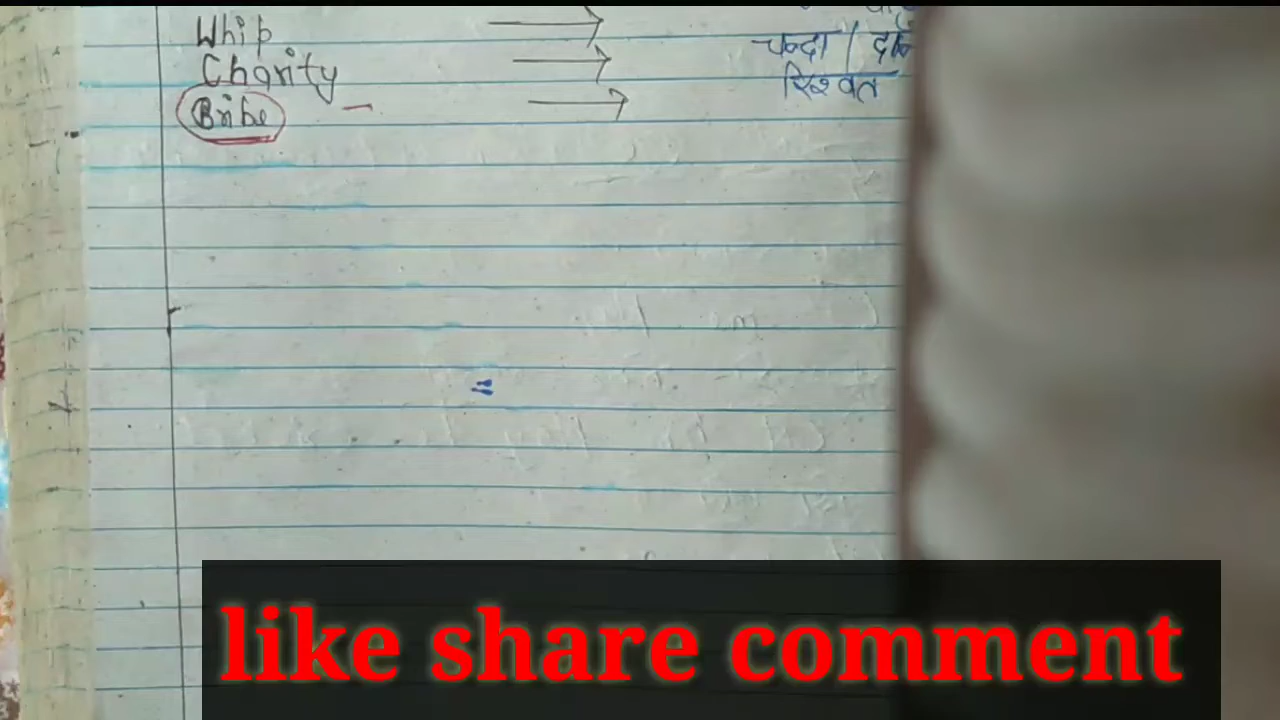 Whip →
Charity → चन्दा / दान
Bribe – → रिश्वत
=
like share comment